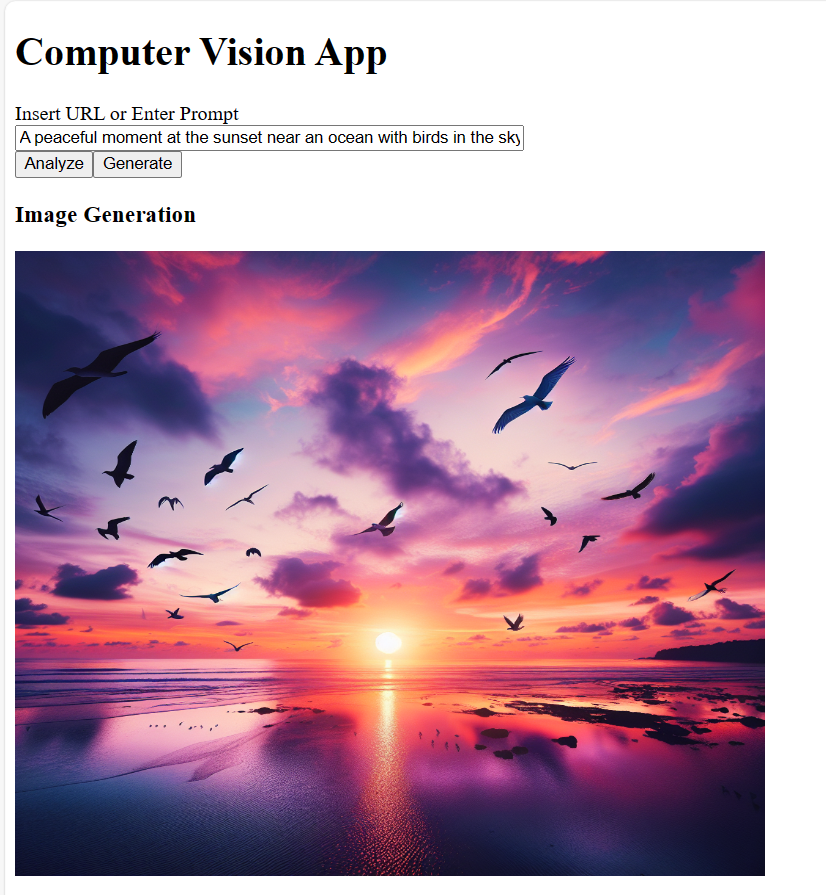 Computer Vision App
Insert URL or Enter Prompt
A peaceful moment at the sunset near an ocean with birds in the sky
Analyze Generate
Image Generation